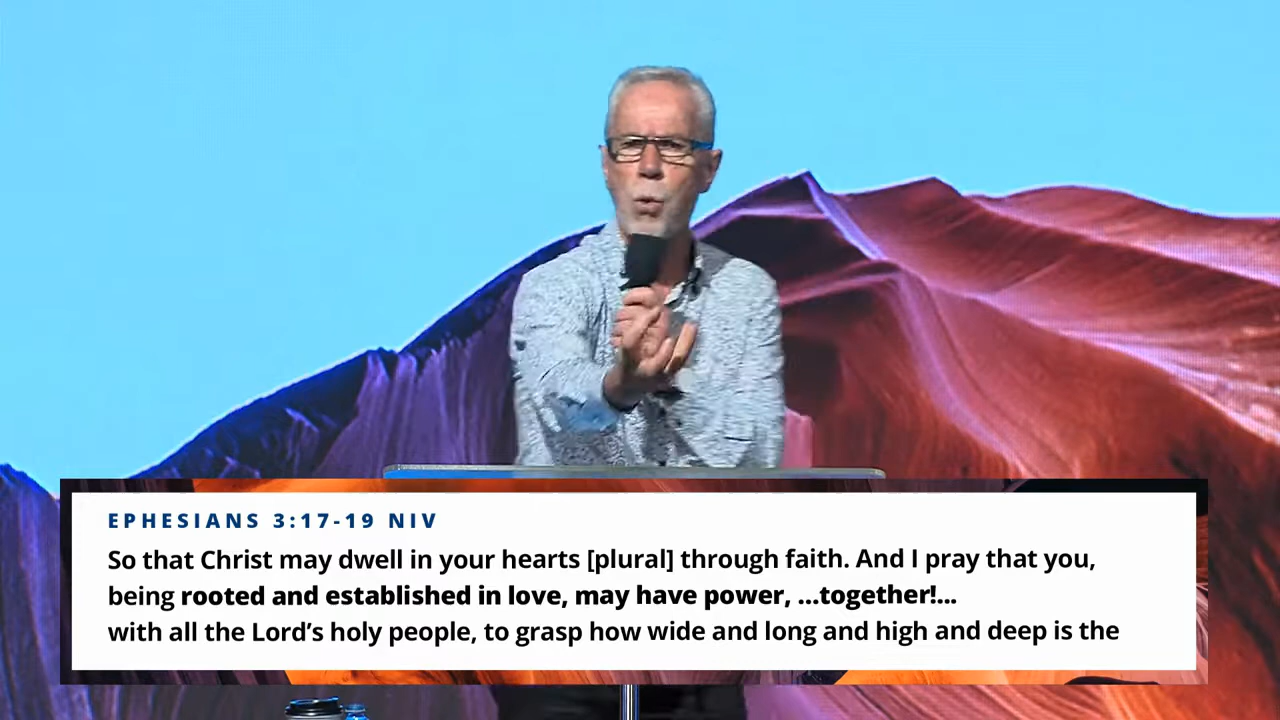 EPHESIANS 3:17-19 NIV
So that Christ may dwell in your hearts [plural] through faith. And I pray that you,
being rooted and established in love, may have power, ...together!...
with all the Lord’s holy people, to grasp how wide and long and high and deep is the